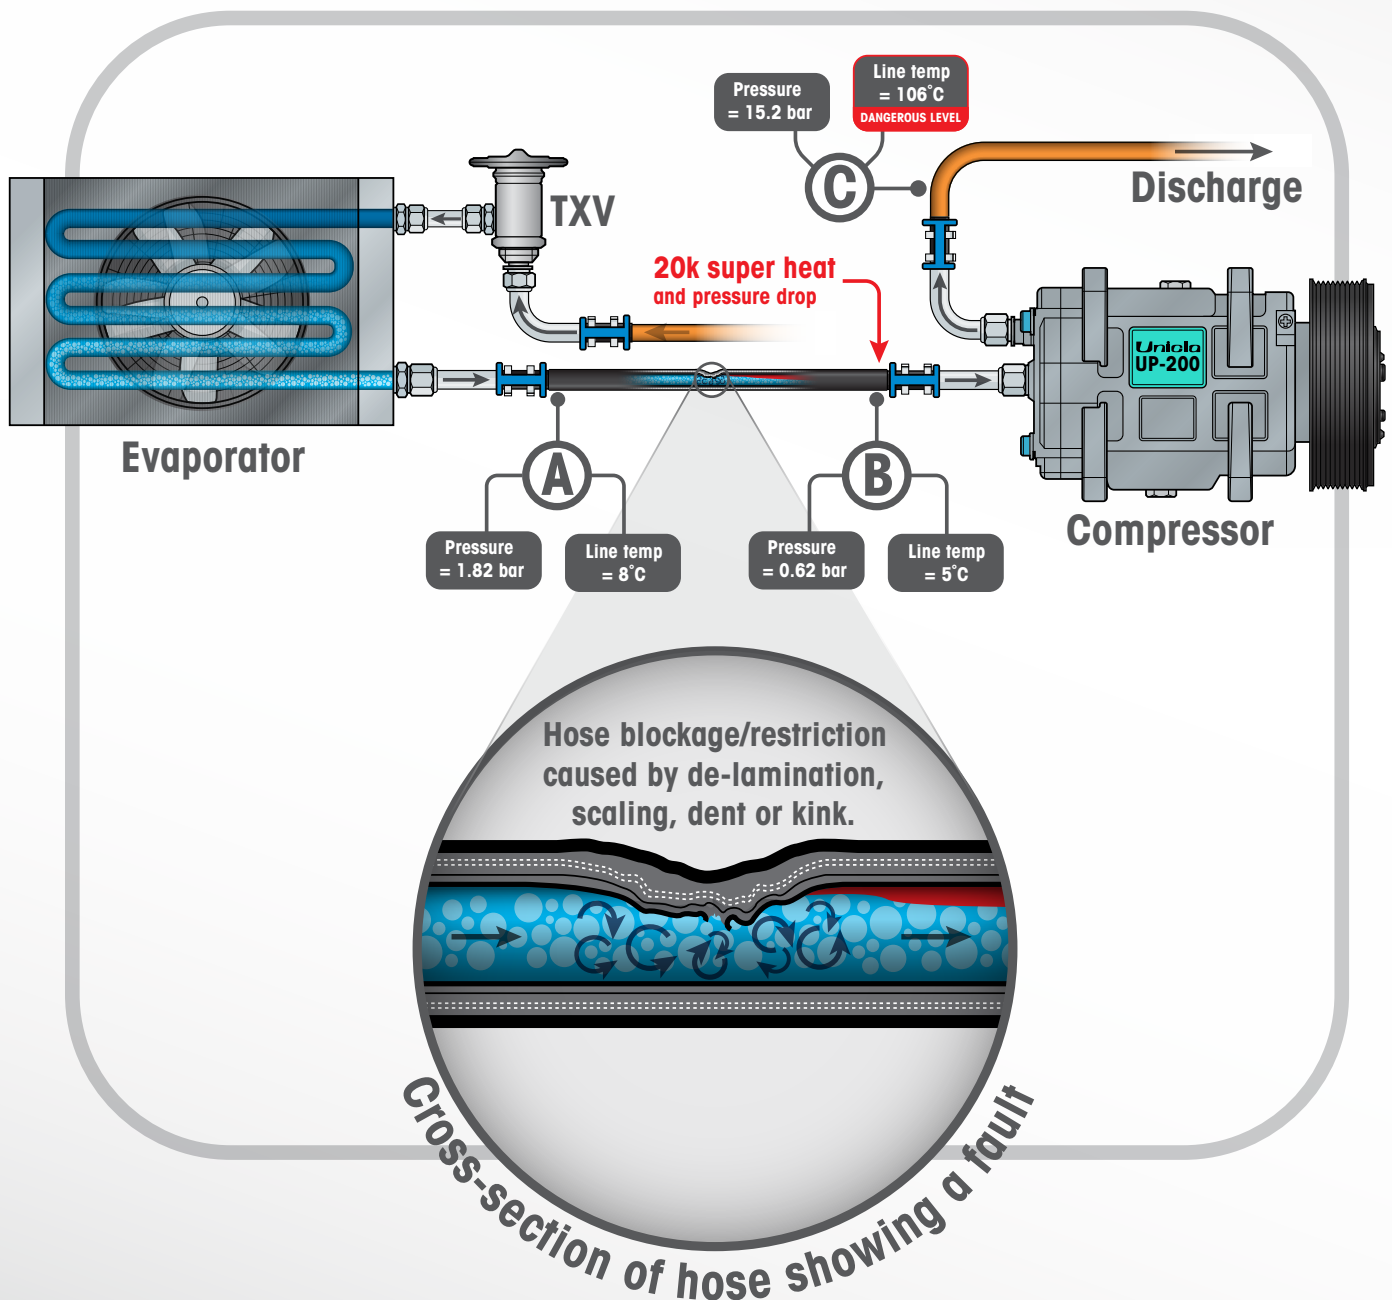 Pressure
= 15.2 bar
Line temp
= 106°C
DANGEROUS LEVEL
C
Discharge
TXV
20k super heat
and pressure drop
Uniclo
UP-200
Evaporator
A
B
Compressor
Pressure
= 1.82 bar
Line temp
= 8°C
Pressure
= 0.62 bar
Line temp
= 5°C
Hose blockage/restriction
caused by de-lamination,
scaling, dent or kink.
Cross-section of hose showing a fault